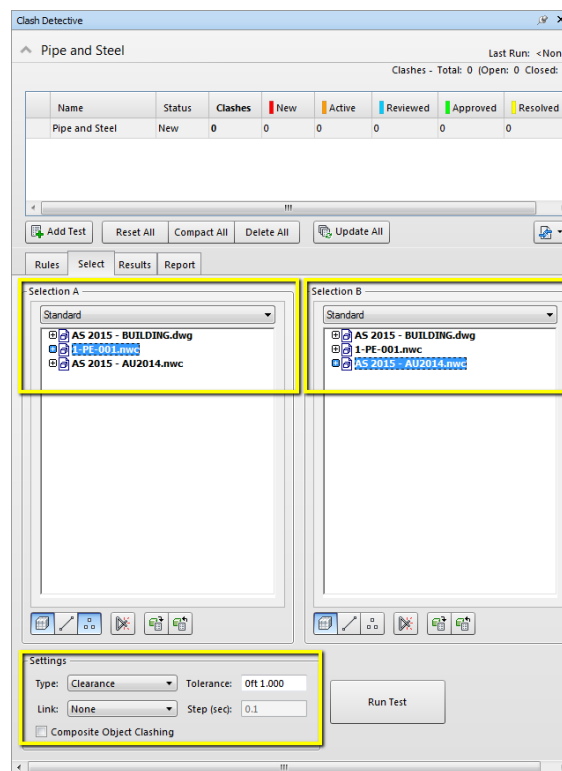 Clash Detective
Pipe and Steel
Last Run: <Non
Clashes - Total: 0 (Open: 0 Closed:
Name Status Clashes New Active Reviewed Approved Resolved
Pipe and Steel New 0 0 0 0 0 0
Add Test Reset All Compact All Delete All Update All
Rules Select Results Report
Selection A Selection B
Standard Standard
AS 2015 - BUILDING.dwg AS 2015 - BUILDING.dwg
1-PE-001.nwc 1-PE-001.nwc
AS 2015 - AU2014.nwc AS 2015 - AU2014.nwc
Settings
Type: Clearance Tolerance: 0ft 1.000
Link: None Step (sec): 0.1
Run Test
Composite Object Clashing